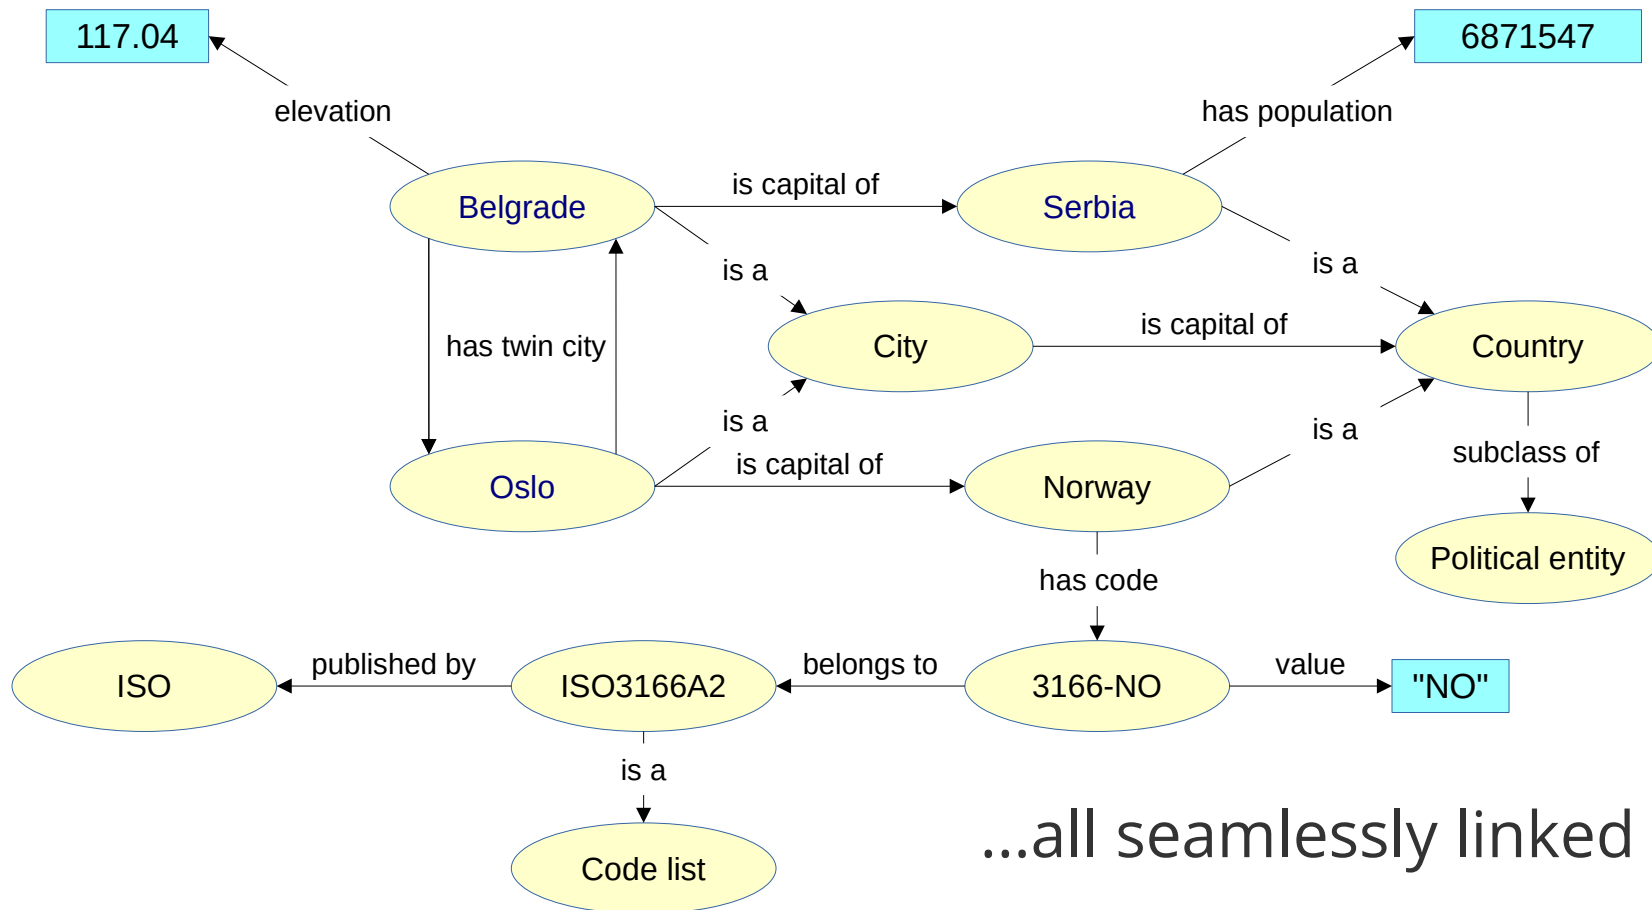 117.04
6871547
elevation
has population
is capital of
Belgrade
Serbia
is a
is a
has twin city
City
is capital of
Country
is a
is a
subclass of
is capital of
Oslo
Norway
Political entity
has code
published by
belongs to
value
ISO
ISO3166A2
3166-NO
"NO"
is a
...all seamlessly linked
Code list